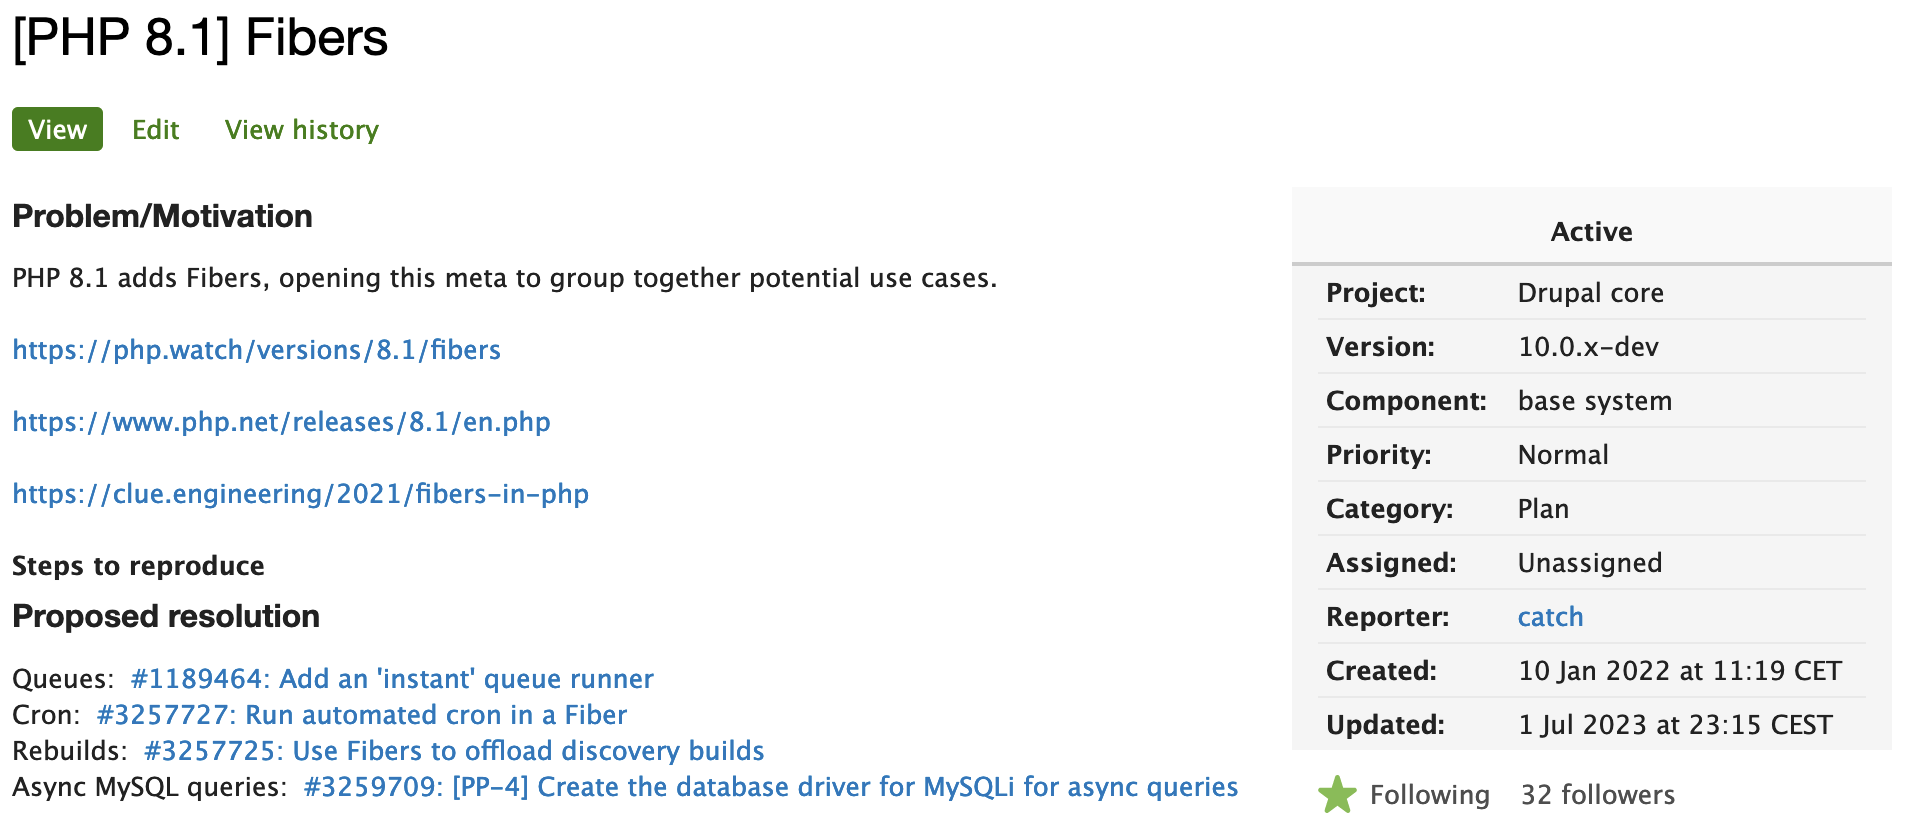 [PHP 8.1] Fibers
View Edit View history
Problem/Motivation
PHP 8.1 adds Fibers, opening this meta to group together potential use cases.
https://php.watch/versions/8.1/fibers
https://www.php.net/releases/8.1/en.php
https://clue.engineering/2021/fibers-in-php
Steps to reproduce
Proposed resolution
Queues: #1189464: Add an 'instant' queue runner
Cron: #3257727: Run automated cron in a Fiber
Rebuilds: #3257725: Use Fibers to offload discovery builds
Async MySQL queries: #3259709: [PP-4] Create the database driver for MySQLi for async queries
Active
Project: Drupal core
Version: 10.0.x-dev
Component: base system
Priority: Normal
Category: Plan
Assigned: Unassigned
Reporter: catch
Created: 10 Jan 2022 at 11:19 CET
Updated: 1 Jul 2023 at 23:15 CEST
Following 32 followers